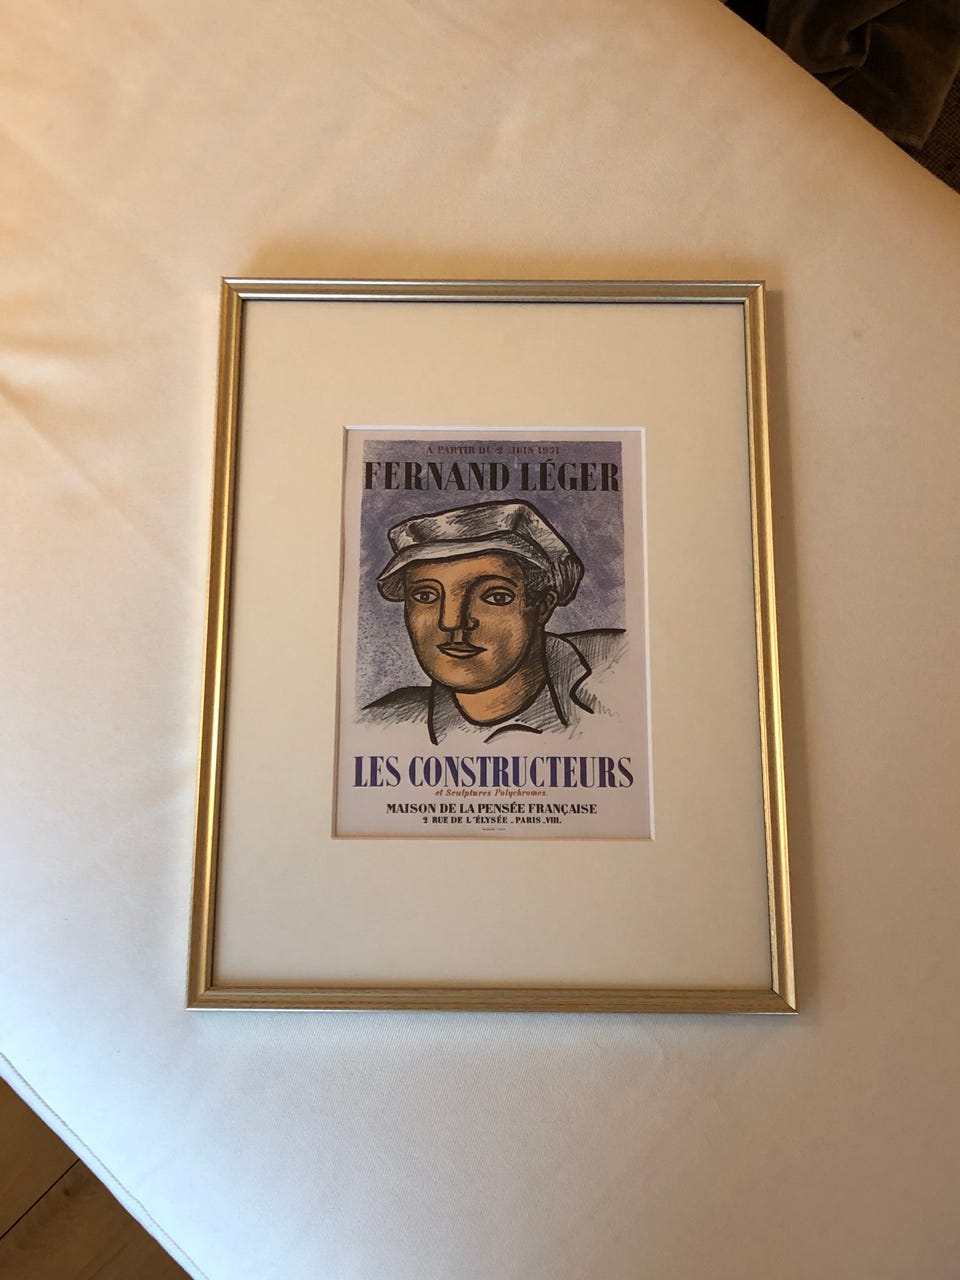 A PARTIR DU 2 JUIN 1951
FERNAND LÉGER
LES CONSTRUCTEURS
et Sculptures Polychromes.
MAISON DE LA PENSÉE FRANÇAISE
2 RUE DE L'ÉLYSÉE _ PARIS _VIII.